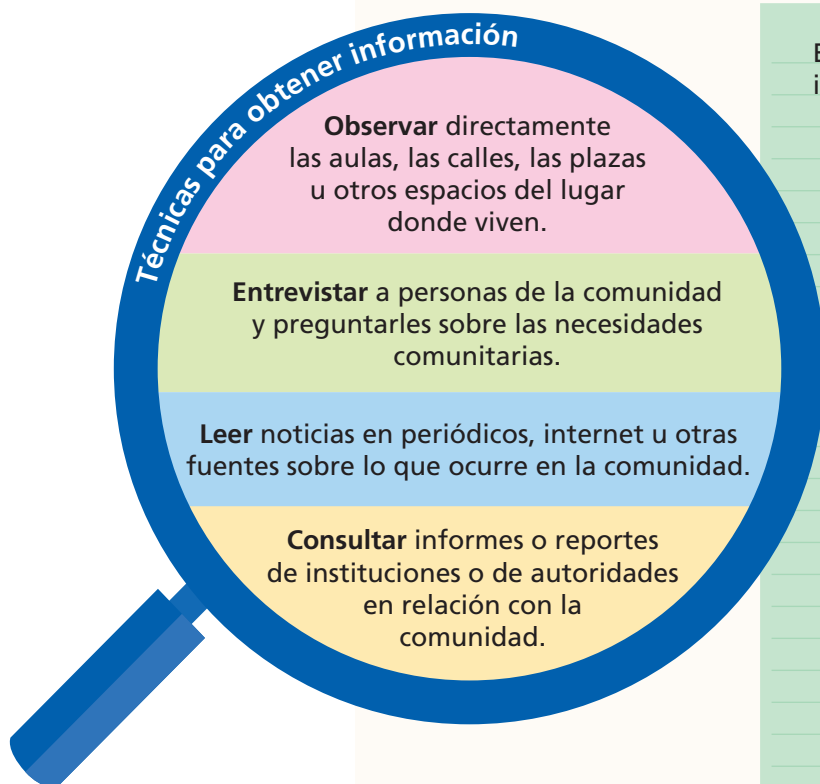 Técnicas para obtener información
Observar directamente
las aulas, las calles, las plazas
u otros espacios del lugar
donde viven.
Entrevistar a personas de la comunidad
y preguntarles sobre las necesidades
comunitarias.
Leer noticias en periódicos, internet u otras
fuentes sobre lo que ocurre en la comunidad.
Consultar informes o reportes
de instituciones o de autoridades
en relación con la
comunidad.